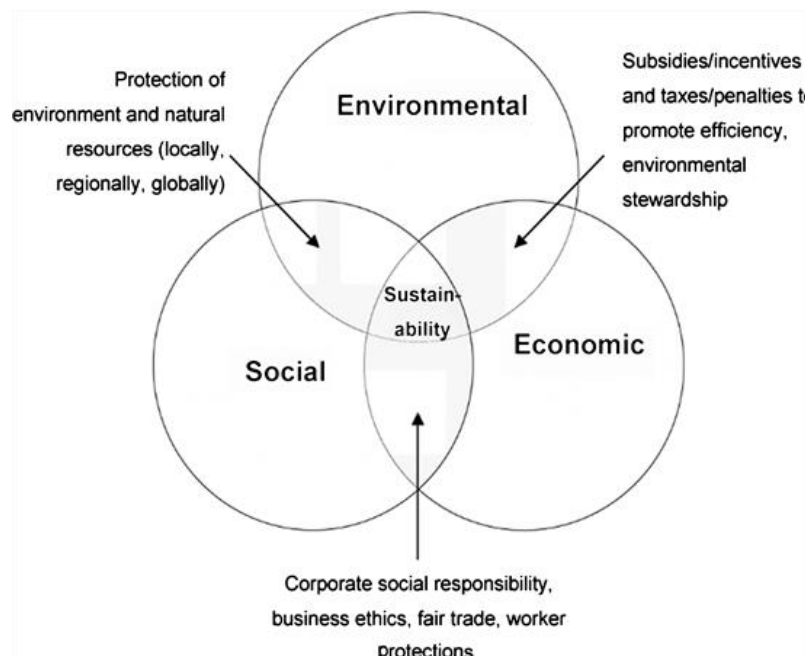 Protection of
environment and natural
resources (locally,
regionally, globally)
Environmental
Subsidies/incentives
and taxes/penalties t
promote efficiency,
environmental
stewardship
Sustain-
ability
Social
Economic
Corporate social responsibility,
business ethics, fair trade, worker
protections